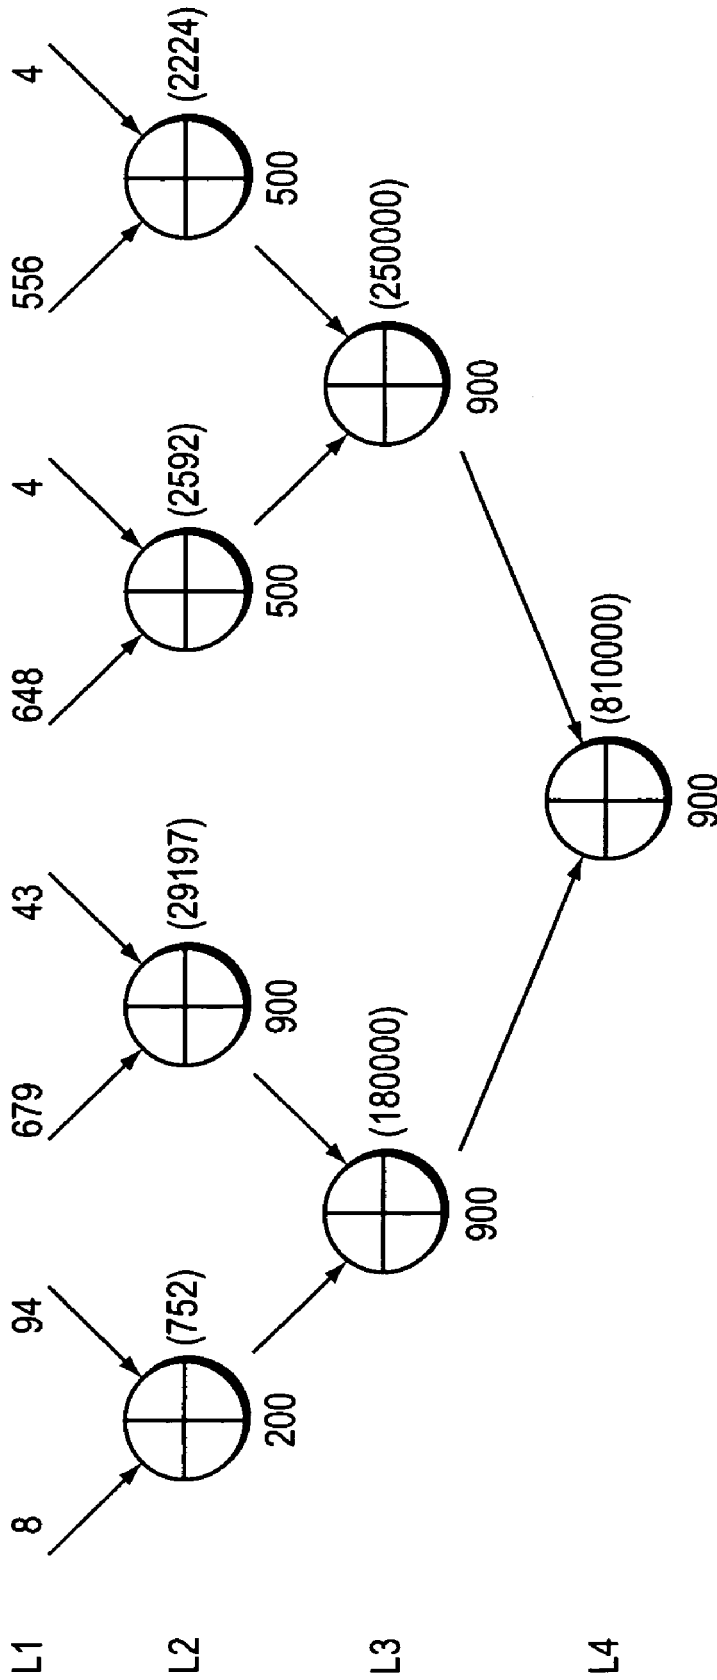 L1 8 94 679 43 648 4 556 4
L2 (752) (29197) (2592) (2224)
200 900 500 500
L3 (180000) (250000)
900 900
L4 (810000)
900